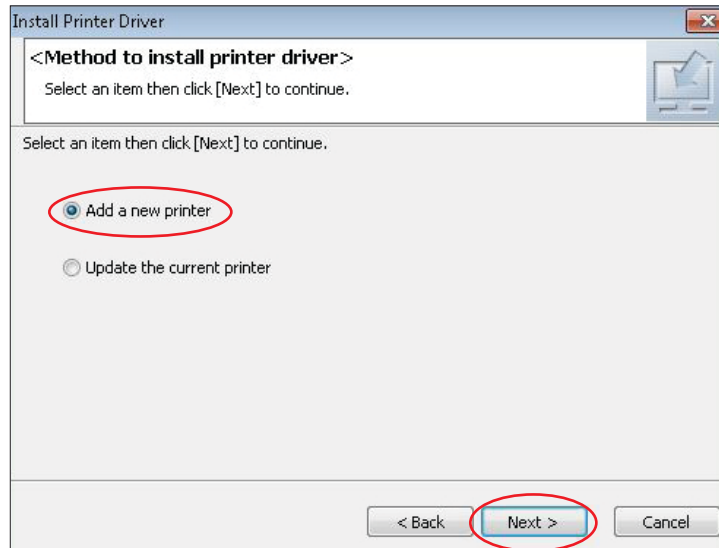 Install Printer Driver
<Method to install printer driver>
Select an item then click [Next] to continue.
Select an item then click [Next] to continue.
Add a new printer
Update the current printer
< Back Next > Cancel